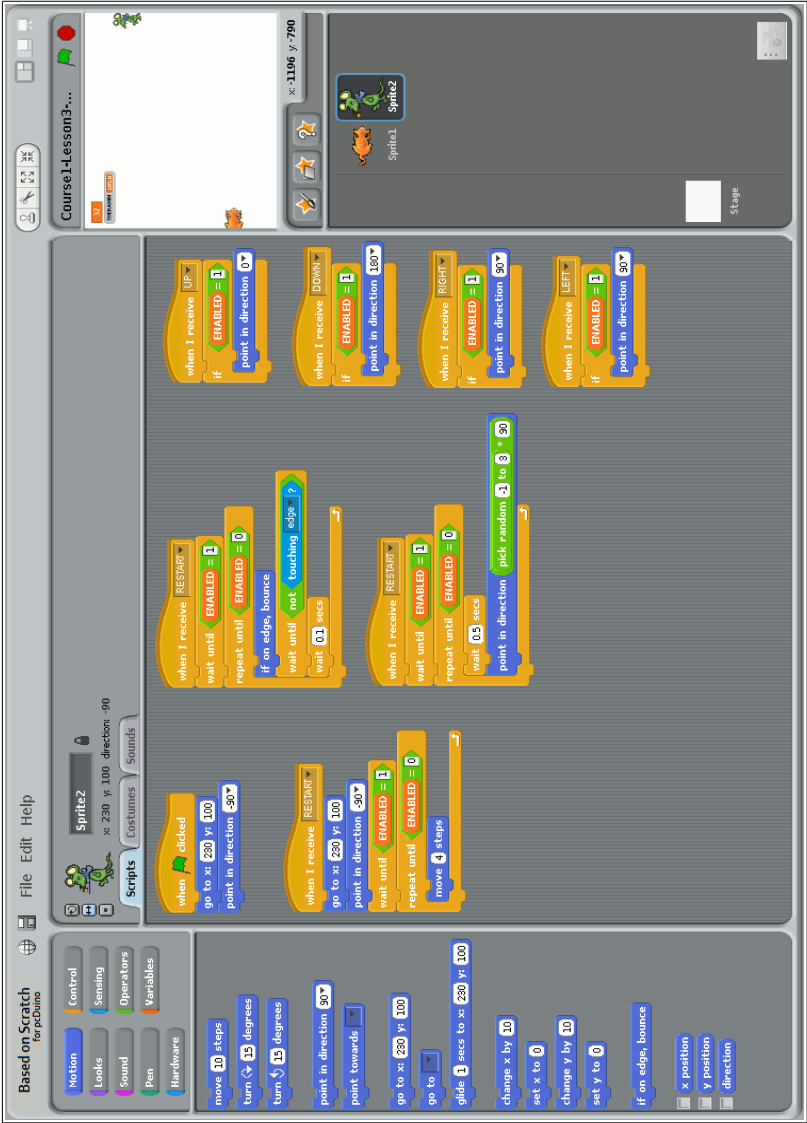 Based on Scratch
for pcDuino
File Edit Help
Motion
Control
Looks
Sensing
Sound
Operators
Pen
Variables
Hardware
move 10 steps
turn 15 degrees
turn 15 degrees
point in direction 90
point towards
go to x: 230 y: 100
go to
glide 1 secs to x: 230 y: 100
change x by 10
set x to 0
change y by 10
set y to 0
if on edge, bounce
x position
y position
direction
Sprite2
x: 230 y: 100 direction: -90
Scripts
Costumes
Sounds
when clicked
go to x: 230 y: 100
point in direction -90
when I receive RESTART
go to x: 230 y: 100
point in direction -90
wait until ENABLED = 1
repeat until ENABLED = 0
move 4 steps
when I receive RESTART
wait until ENABLED = 1
repeat until ENABLED = 0
if on edge, bounce
wait until not touching edge ?
wait 0.1 secs
when I receive RESTART
wait until ENABLED = 1
repeat until ENABLED = 0
wait 0.5 secs
point in direction pick random -1 to 3 * 90
when I receive UP
if ENABLED = 1
point in direction 0
when I receive DOWN
if ENABLED = 1
point in direction 180
when I receive RIGHT
if ENABLED = 1
point in direction 90
when I receive LEFT
if ENABLED = 1
point in direction 90
Course1-Lesson3-...
32
x: -1196 y: -790
Sprite1
Sprite2
Stage